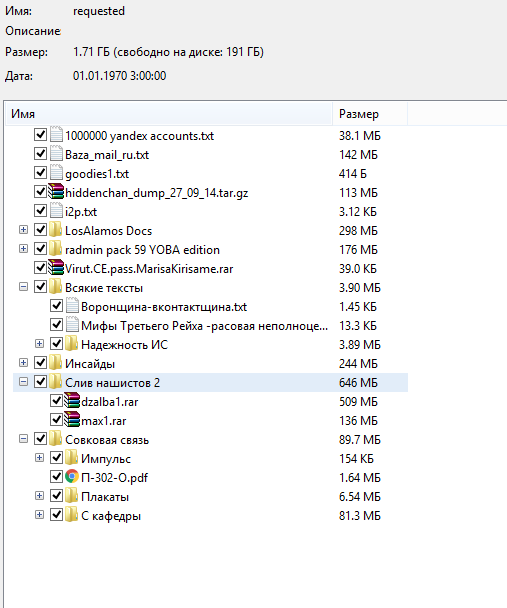 Имя: requested
Описание:
Размер: 1.71 ГБ (свободно на диске: 191 ГБ)
Дата: 01.01.1970 3:00:00
Имя Размер
1000000 yandex accounts.txt 38.1 МБ
Baza_mail_ru.txt 142 МБ
goodies1.txt 414 Б
hiddenchan_dump_27_09_14.tar.gz 113 МБ
i2p.txt 3.12 КБ
LosAlamos Docs 298 МБ
radmin pack 59 YOBA edition 176 МБ
Virut.CE.pass.MarisaKirisame.rar 39.0 КБ
Всякие тексты 3.90 МБ
Воронщина-вконтактщина.txt 1.45 КБ
Мифы Третьего Рейха -расовая неполноце... 13.3 КБ
Надежность ИС 3.89 МБ
Инсайды 244 МБ
Слив нашистов 2 646 МБ
dzalba1.rar 509 МБ
max1.rar 136 МБ
Совковая связь 89.7 МБ
Импульс 154 КБ
П-302-О.pdf 1.64 МБ
Плакаты 6.54 МБ
С кафедры 81.3 МБ